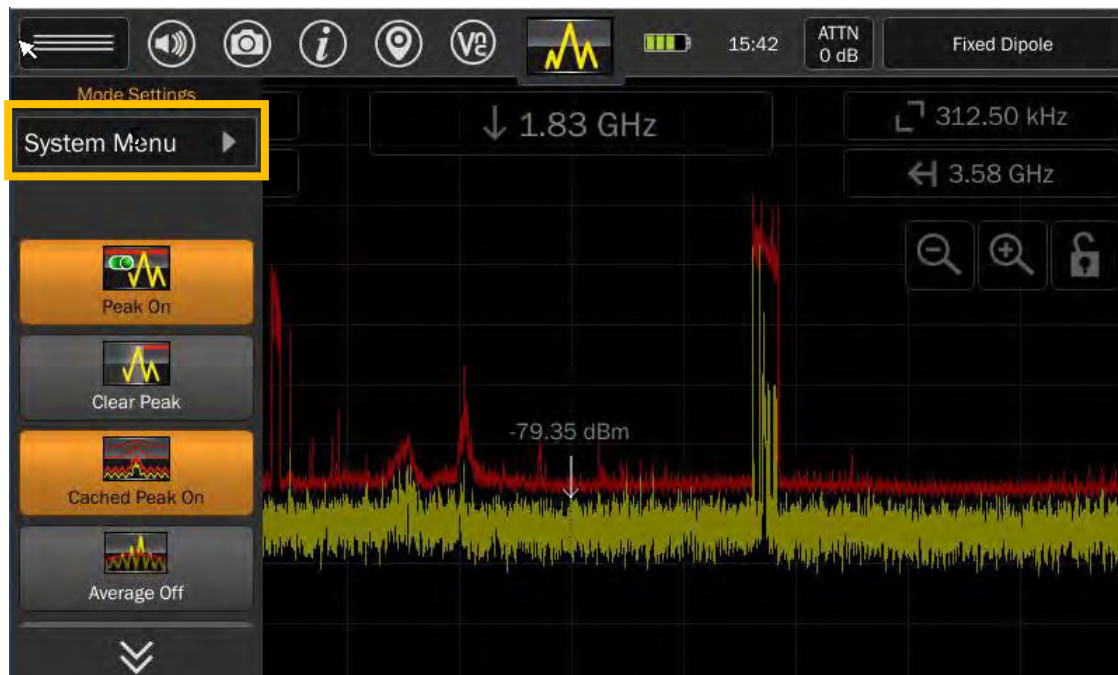 VNC
15:42
ATTN
0 dB
Fixed Dipole
Mode Settings
System Menu
1.83 GHz
312.50 kHz
3.58 GHz
Peak On
Clear Peak
-79.35 dBm
Cached Peak On
Average Off